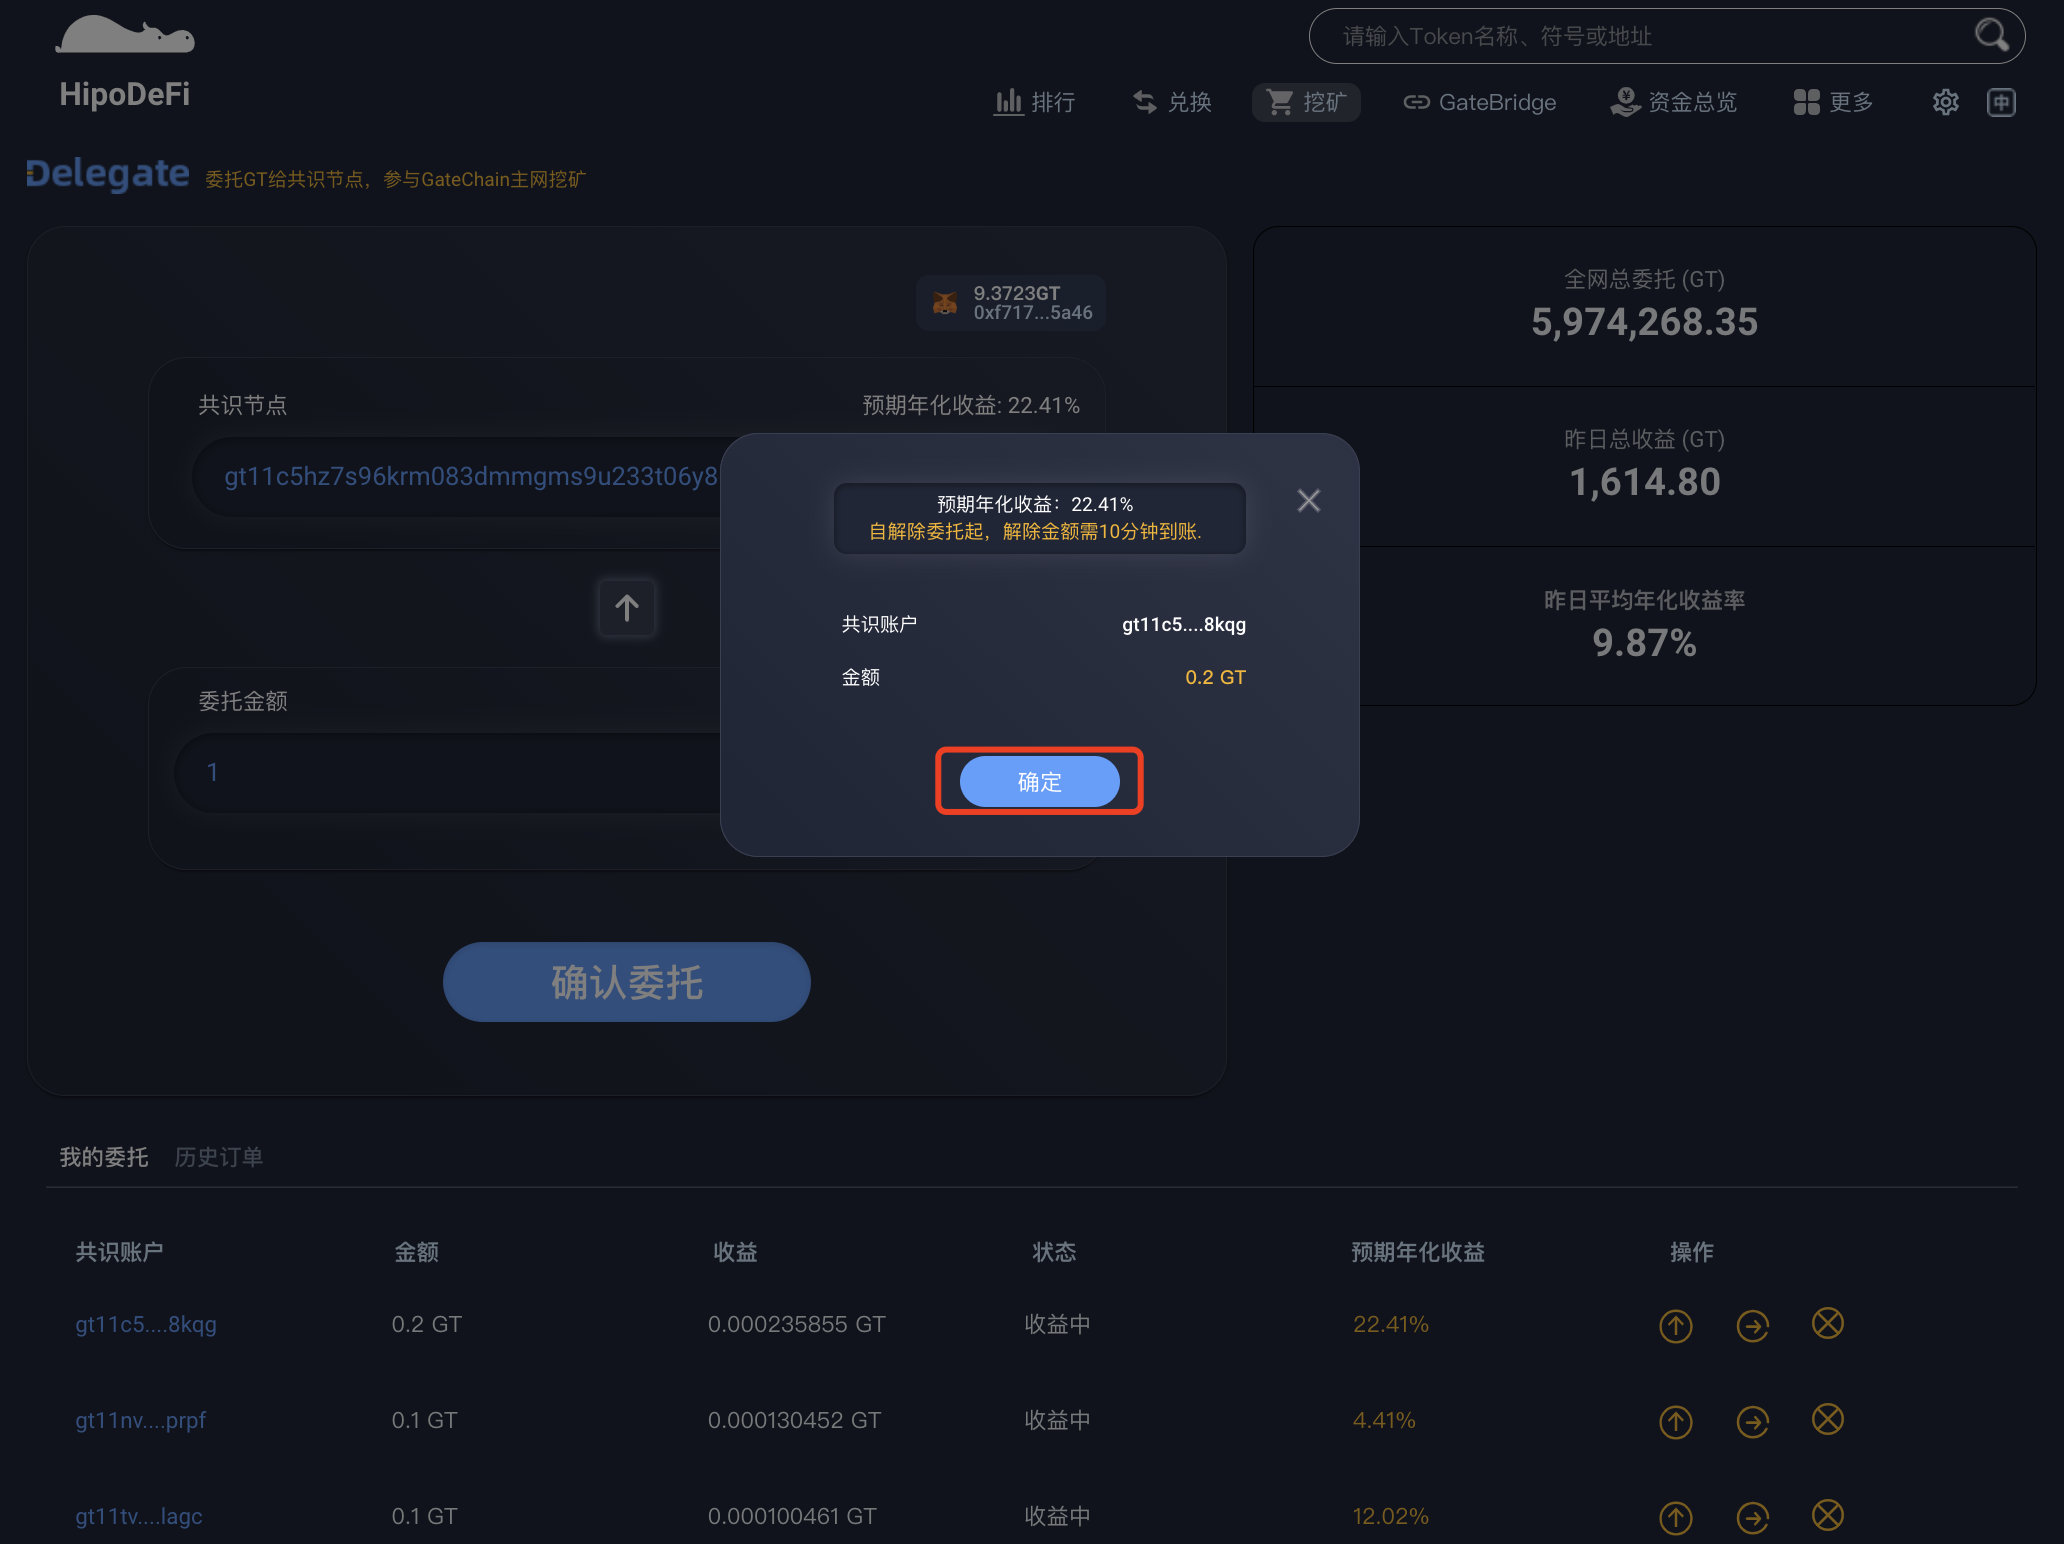 HipoDeFi
请输入Token名称、符号或地址
排行
兑换
挖矿
GateBridge
资金总览
更多
中
Delegate 委托GT给共识节点，参与GateChain主网挖矿
9.3723GT
0xf717...5a46
共识节点
预期年化收益: 22.41%
gt11c5hz7s96krm083dmmgms9u233t06y8
委托金额
1
确认委托
全网总委托 (GT)
5,974,268.35
昨日总收益 (GT)
1,614.80
昨日平均年化收益率
9.87%
预期年化收益：22.41%
自解除委托起，解除金额需10分钟到账.
共识账户 gt11c5....8kqg
金额 0.2 GT
确定
我的委托 历史订单
共识账户 金额 收益 状态 预期年化收益 操作
gt11c5....8kqg 0.2 GT 0.000235855 GT 收益中 22.41%
gt11nv....prpf 0.1 GT 0.000130452 GT 收益中 4.41%
gt11tv....lagc 0.1 GT 0.000100461 GT 收益中 12.02%